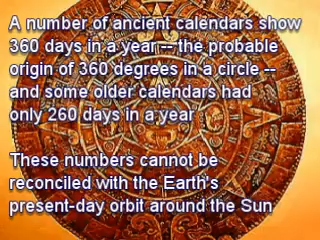 A number of ancient calendars show
360 days in a year -- the probable
origin of 360 degrees in a circle --
and some older calendars had
only 260 days in a year
These numbers cannot be
reconciled with the Earth's
present-day orbit around the Sun